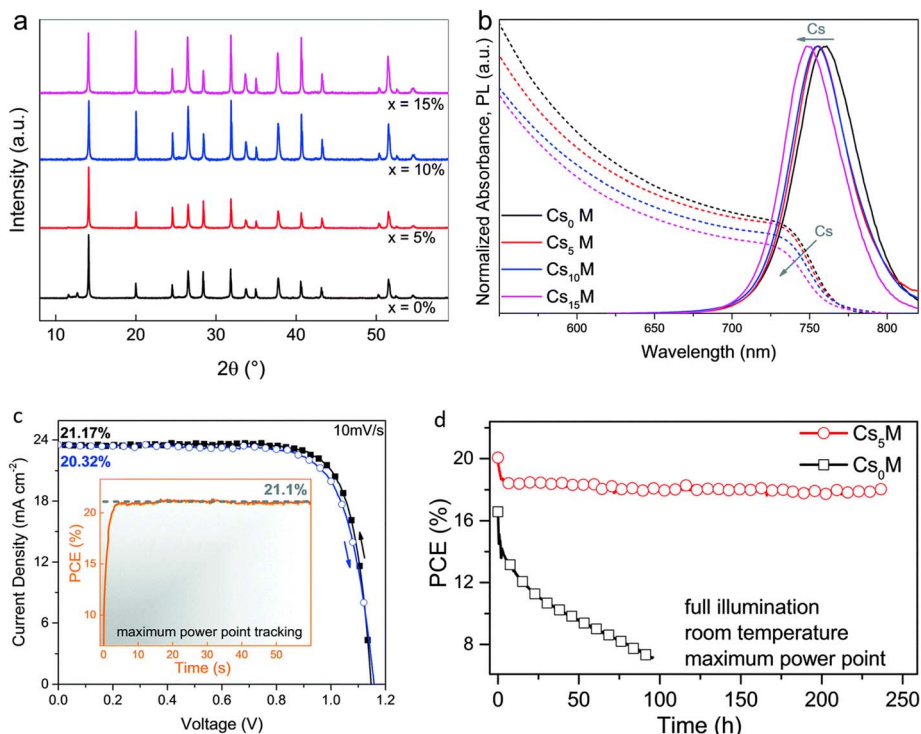 a
Intensity (a.u.)
x = 15%
x = 10%
x = 5%
x = 0%
10 20 30 40 50
2θ (°)
b
Normalized Absorbance, PL (a.u.)
Cs
Cs
Cs₀ M
Cs₅ M
Cs₁₀M
Cs₁₅M
600 650 700 750 800
Wavelength (nm)
c
Current Density (mA cm⁻²)
24
18
12
6
0
21.17%
20.32%
10mV/s
21.1%
PCE (%)
20
10
maximum power point tracking
0 10 20 30 40 50
Time (s)
0.0 0.2 0.4 0.6 0.8 1.0 1.2
Voltage (V)
d
PCE (%)
20
16
12
8
Cs₅M
Cs₀M
full illumination
room temperature
maximum power point
0 50 100 150 200 250
Time (h)